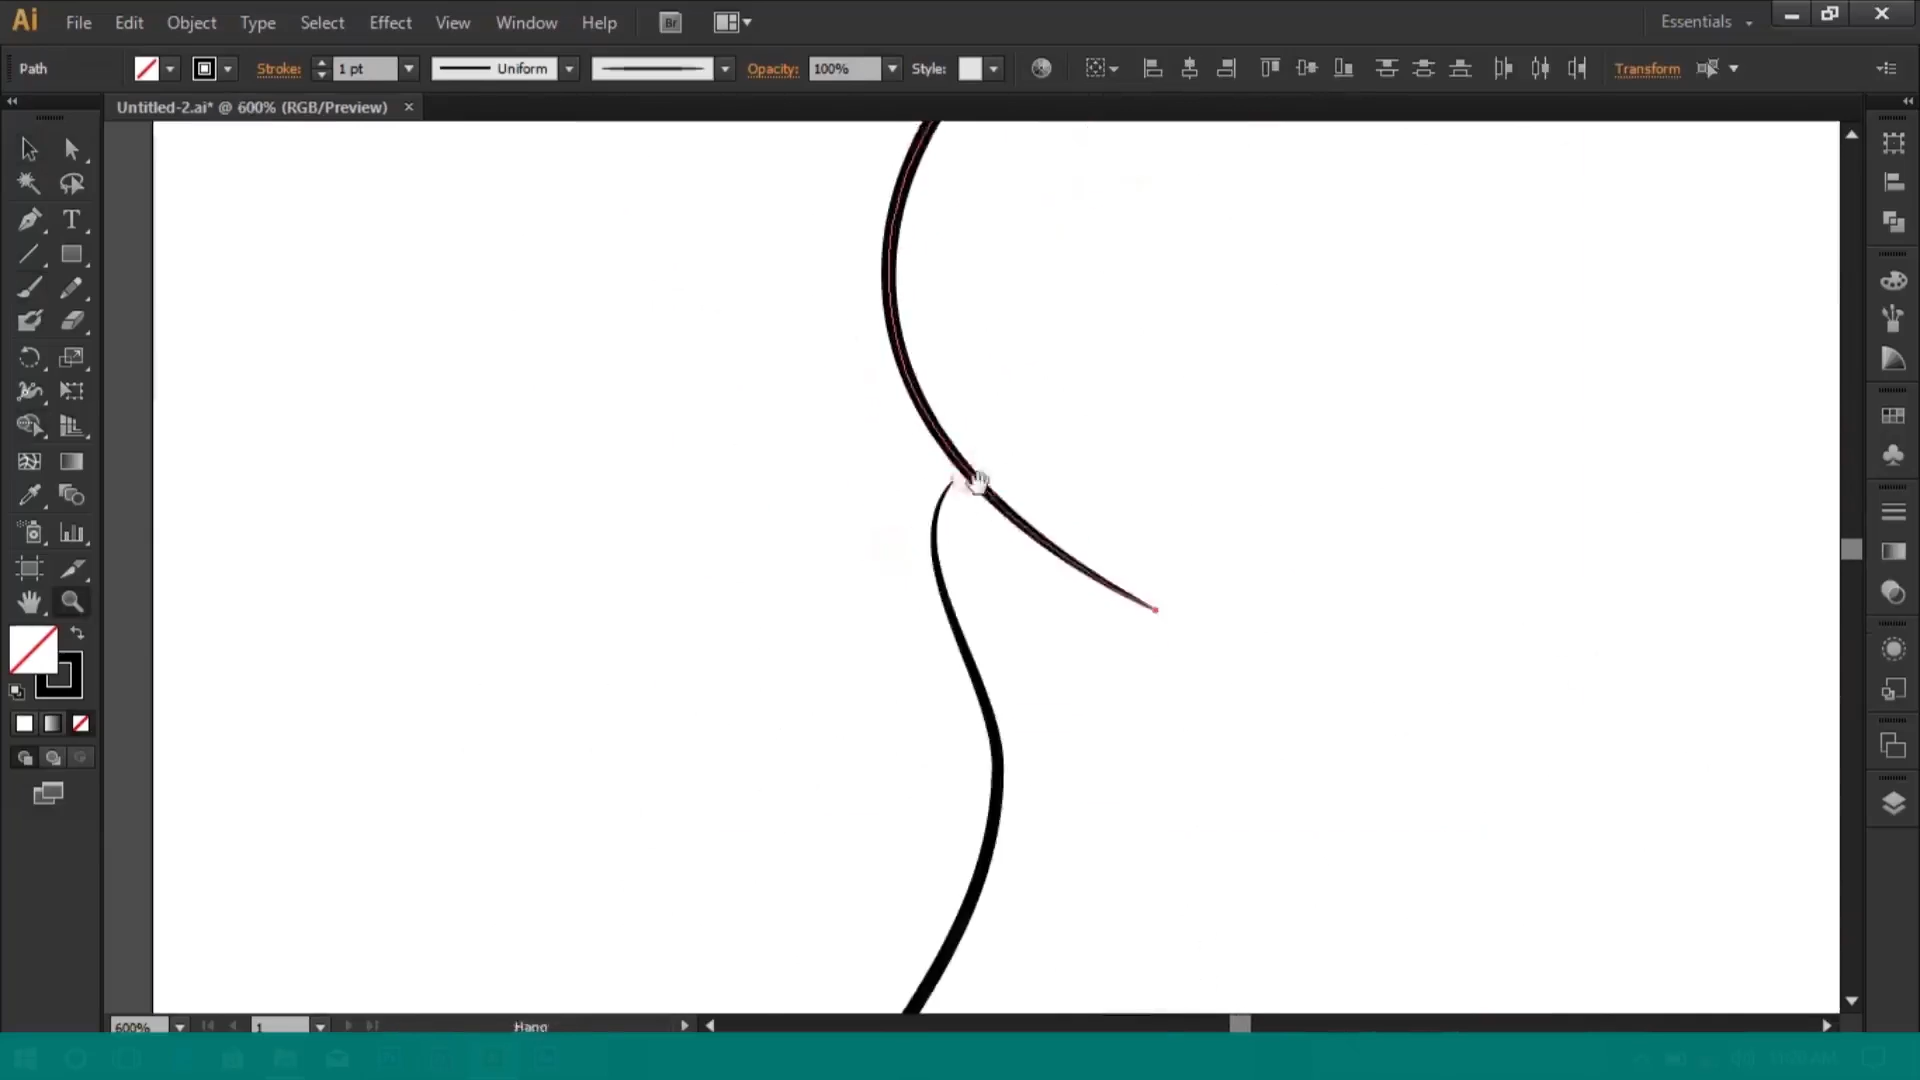 Ai File Edit Object Type Select Effect View Window Help Br Essentials
Path Stroke: 1 pt Uniform Opacity: 100% Style: Transform
Untitled-2.ai* @ 600% (RGB/Preview)
T
600% 1 Hand